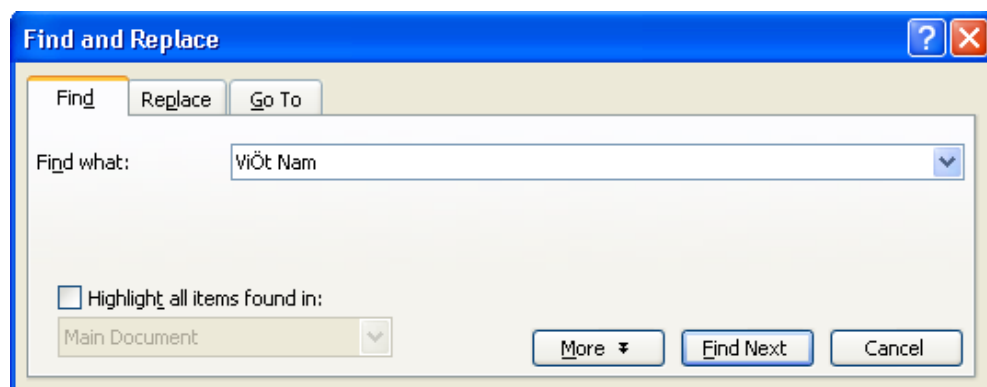 Find and Replace
Find Replace Go To
Find what: ViÖt Nam
Highlight all items found in:
Main Document
More Find Next Cancel